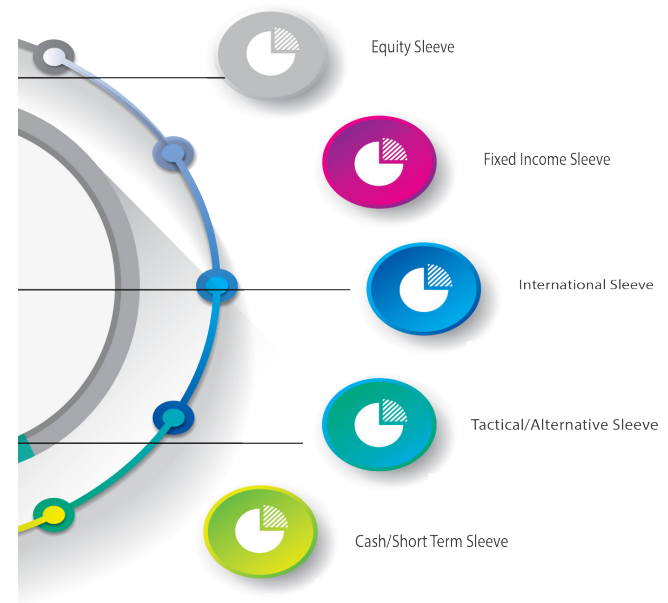 Equity Sleeve
Fixed Income Sleeve
International Sleeve
Tactical/Alternative Sleeve
Cash/Short Term Sleeve